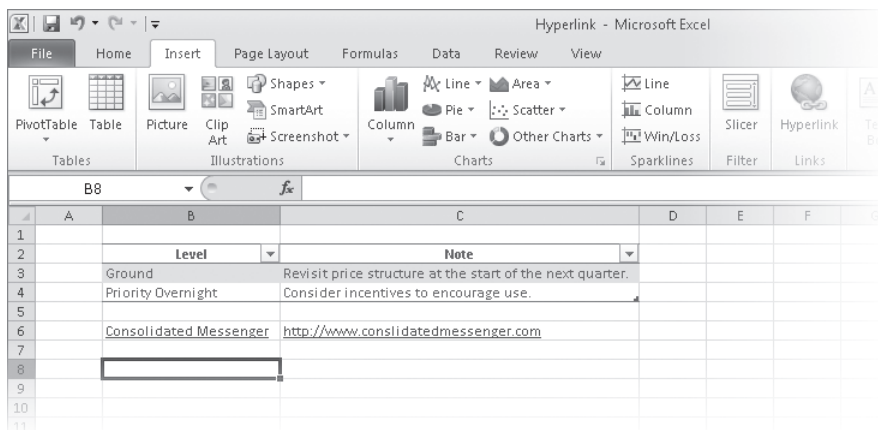 Hyperlink - Microsoft Excel
File Home Insert Page Layout Formulas Data Review View
PivotTable Table Picture Clip Art Shapes SmartArt Screenshot Column Line Pie Bar Area Scatter Other Charts Line Column Win/Loss Slicer Hyperlink
Tables Illustrations Charts Sparklines Filter Links
B8 fx
A B C D E F G
1
2 Level Note
3 Ground Revisit price structure at the start of the next quarter.
4 Priority Overnight Consider incentives to encourage use.
5
6 Consolidated Messenger http://www.conslidatedmessenger.com
7
8
9
10
11